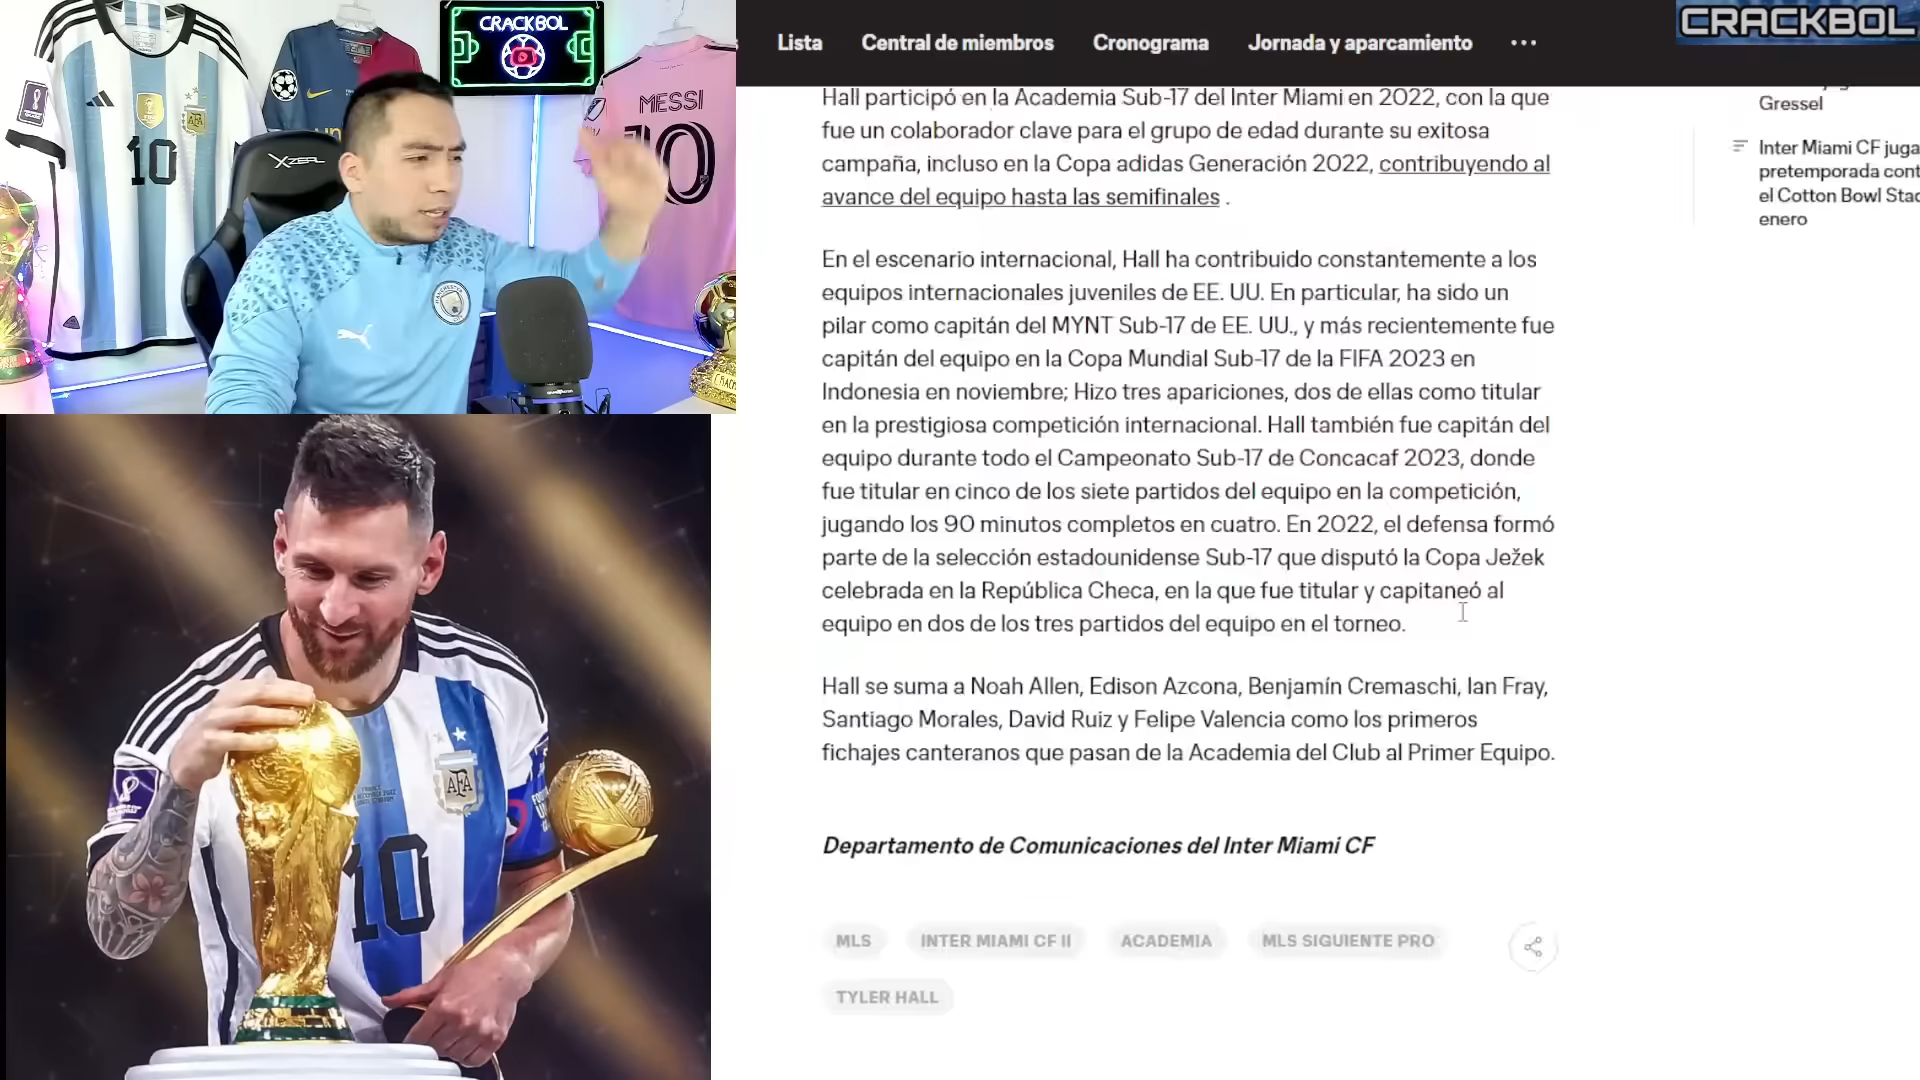 CRACKBOL
XZEAL
10
MESSI
10
AFA
10
Lista
Central de miembros
Cronograma
Jornada y aparcamiento
CRACKBOL
Hall participó en la Academia Sub-17 del Inter Miami en 2022, con la que
fue un colaborador clave para el grupo de edad durante su exitosa
campaña, incluso en la Copa adidas Generación 2022, contribuyendo al
avance del equipo hasta las semifinales .
En el escenario internacional, Hall ha contribuido constantemente a los
equipos internacionales juveniles de EE. UU. En particular, ha sido un
pilar como capitán del MYNT Sub-17 de EE. UU., y más recientemente fue
capitán del equipo en la Copa Mundial Sub-17 de la FIFA 2023 en
Indonesia en noviembre; Hizo tres apariciones, dos de ellas como titular
en la prestigiosa competición internacional. Hall también fue capitán del
equipo durante todo el Campeonato Sub-17 de Concacaf 2023, donde
fue titular en cinco de los siete partidos del equipo en la competición,
jugando los 90 minutos completos en cuatro. En 2022, el defensa formó
parte de la selección estadounidense Sub-17 que disputó la Copa Ježek
celebrada en la República Checa, en la que fue titular y capitaneó al
equipo en dos de los tres partidos del equipo en el torneo.
Hall se suma a Noah Allen, Edison Azcona, Benjamín Cremaschi, Ian Fray,
Santiago Morales, David Ruiz y Felipe Valencia como los primeros
fichajes canteranos que pasan de la Academia del Club al Primer Equipo.
Departamento de Comunicaciones del Inter Miami CF
MLS
INTER MIAMI CF II
ACADEMIA
MLS SIGUIENTE PRO
TYLER HALL
Gressel
Inter Miami CF juga
pretemporada cont
el Cotton Bowl Stad
enero